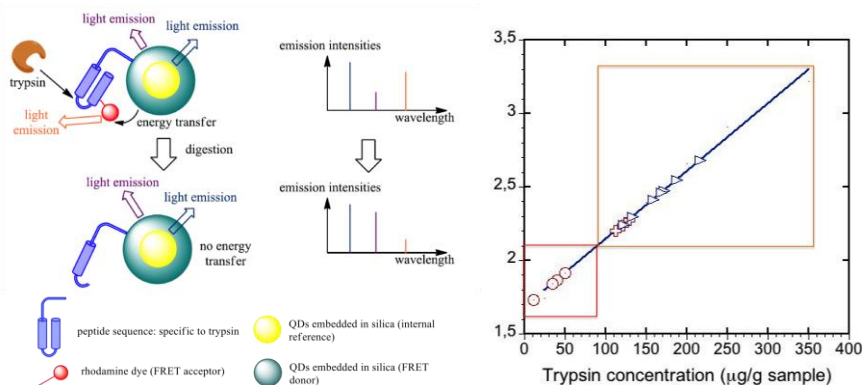 light emission
light emission
trypsin
light
emission
energy transfer
digestion
light emission
light emission
no energy
transfer
emission intensities
wavelength
emission intensities
wavelength
peptide sequence: specific to trypsin
QDs embedded in silica (internal
reference)
rhodamine dye (FRET acceptor)
QDs embedded in silica (FRET
donor)
3,5
3
2,5
2
1,5
0 50 100 150 200 250 300 350 400
Trypsin concentration (μg/g sample)